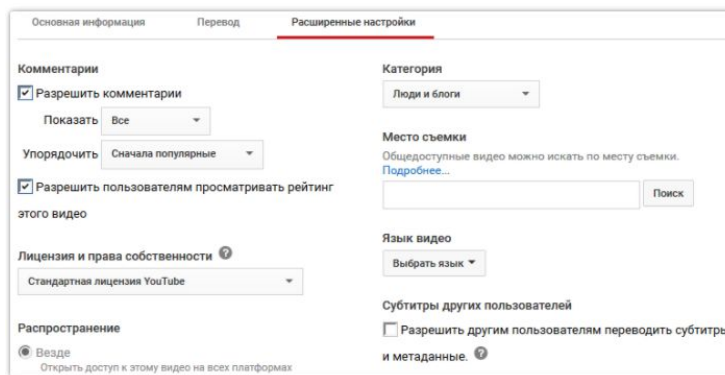 Основная информация
Перевод
Расширенные настройки
Комментарии
Разрешить комментарии
Показать Все
Упорядочить Сначала популярные
Разрешить пользователям просматривать рейтинг
этого видео
Лицензия и права собственности ?
Стандартная лицензия YouTube
Распространение
Везде
Открыть доступ к этому видео на всех платформах
Категория
Люди и блоги
Место съемки
Общедоступные видео можно искать по месту съемки.
Подробнее...
Поиск
Язык видео
Выбрать язык
Субтитры других пользователей
Разрешить другим пользователям переводить субтитры
и метаданные. ?